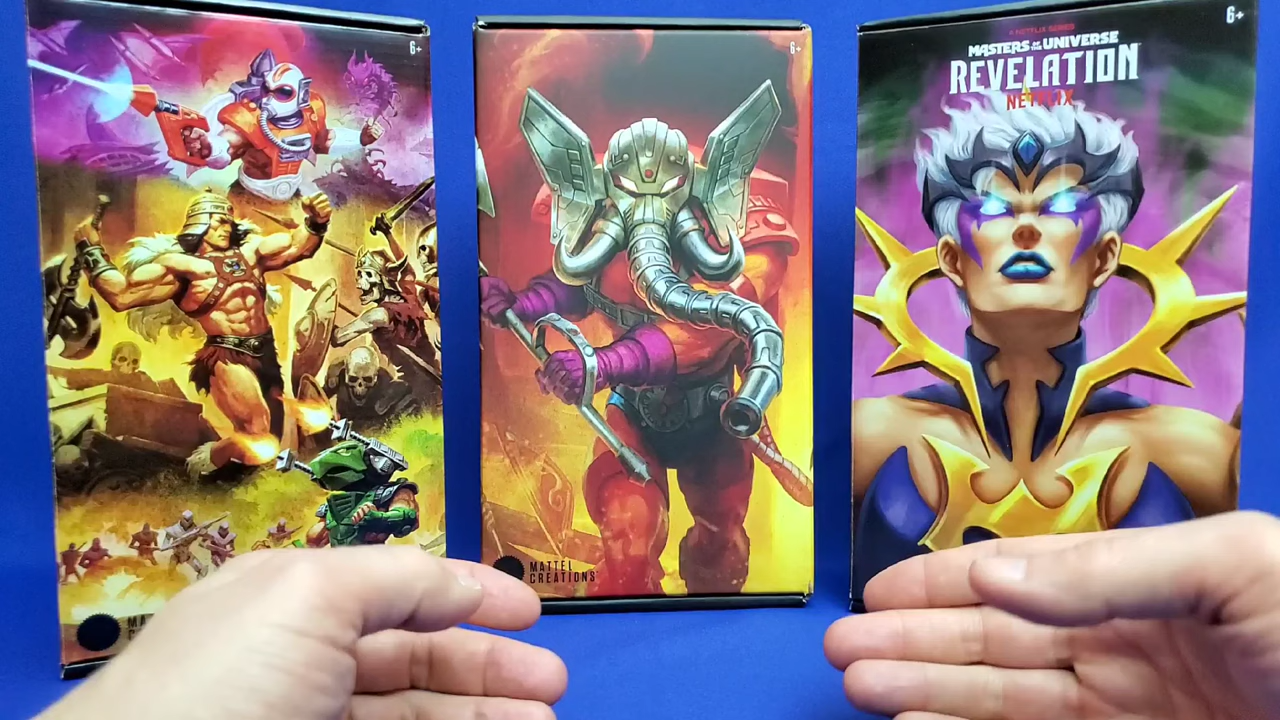 6+
6+
MATTEL
CREATIONS
6+
A NETFLIX SERIES
MASTERS OF THE UNIVERSE
REVELATION
NETFLIX